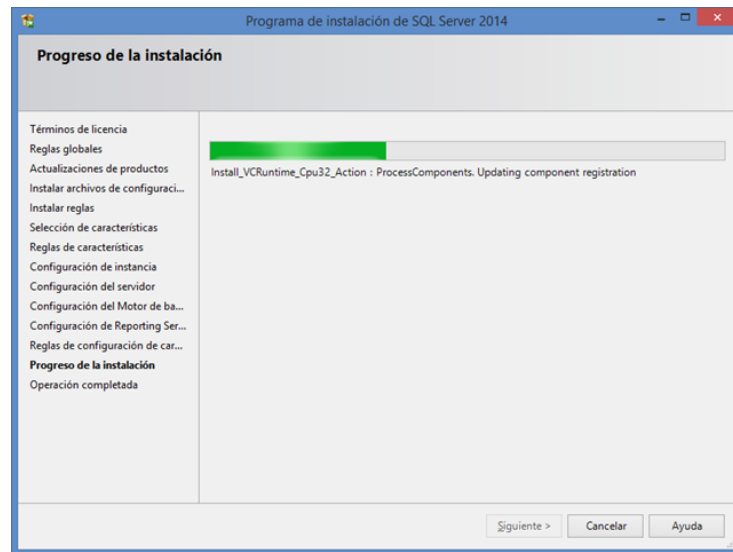 Programa de instalación de SQL Server 2014
Progreso de la instalación
Términos de licencia
Reglas globales
Actualizaciones de productos
Instalar archivos de configuraci...
Instalar reglas
Selección de características
Reglas de características
Configuración de instancia
Configuración del servidor
Configuración del Motor de ba...
Configuración de Reporting Ser...
Reglas de configuración de car...
Progreso de la instalación
Operación completada
Install_VCRuntime_Cpu32_Action : ProcessComponents. Updating component registration
Siguiente >
Cancelar
Ayuda